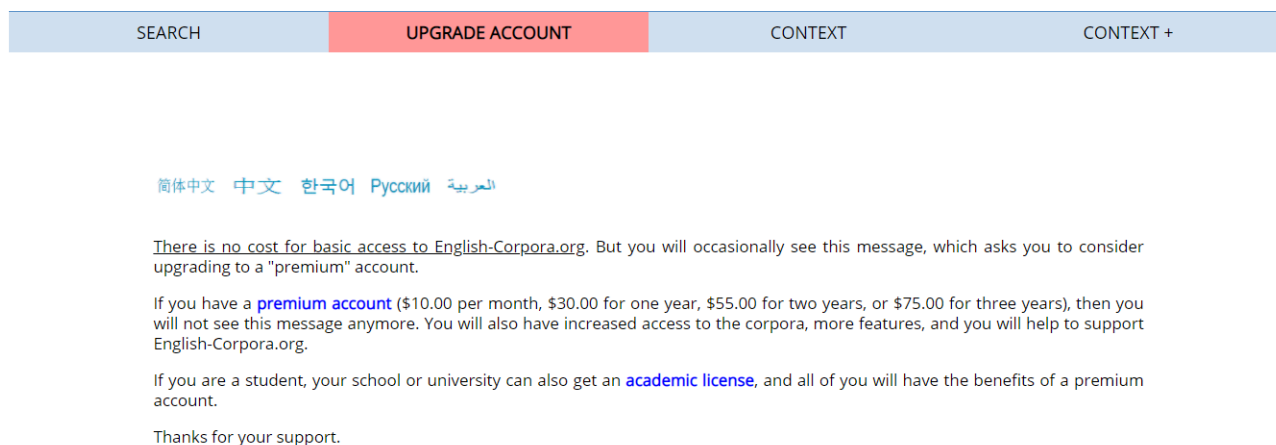 SEARCH UPGRADE ACCOUNT CONTEXT CONTEXT +
简体中文 中文 한국어 Русский العربية
There is no cost for basic access to English-Corpora.org. But you will occasionally see this message, which asks you to consider
upgrading to a "premium" account.
If you have a premium account ($10.00 per month, $30.00 for one year, $55.00 for two years, or $75.00 for three years), then you
will not see this message anymore. You will also have increased access to the corpora, more features, and you will help to support
English-Corpora.org.
If you are a student, your school or university can also get an academic license, and all of you will have the benefits of a premium
account.
Thanks for your support.